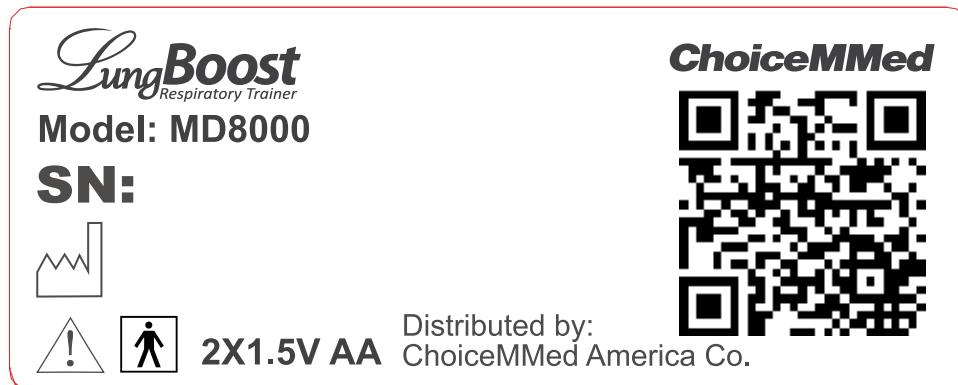 LungBoost
Respiratory Trainer
ChoiceMMed
Model: MD8000
SN:
2X1.5V AA
Distributed by:
ChoiceMMed America Co.